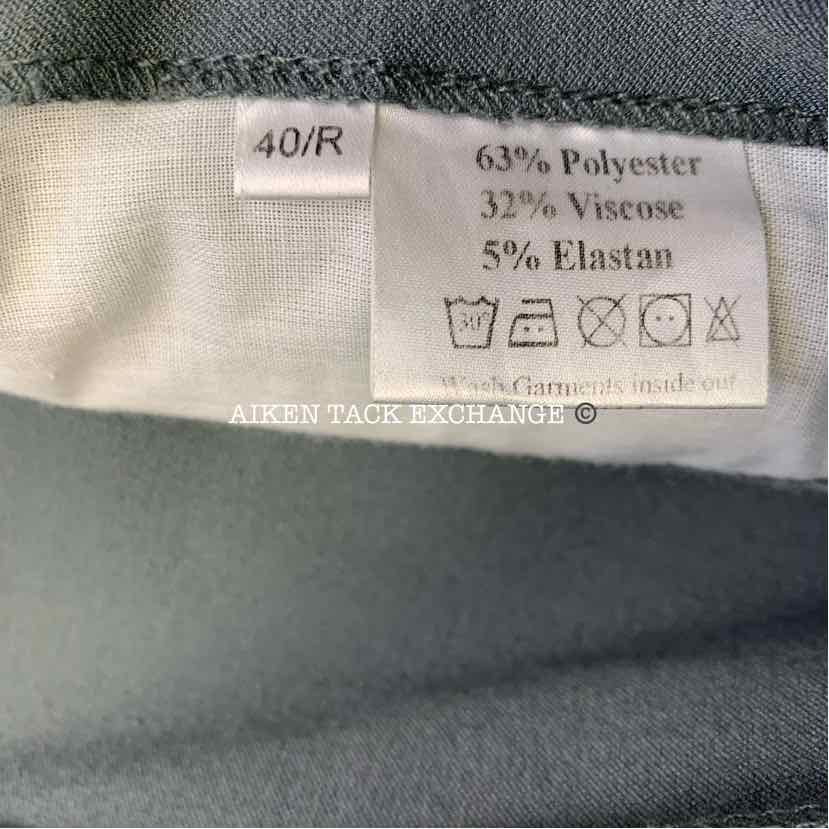 40/R
63% Polyester
32% Viscose
5% Elastan
30°
Wash Garments inside out
AIKEN TACK EXCHANGE ©